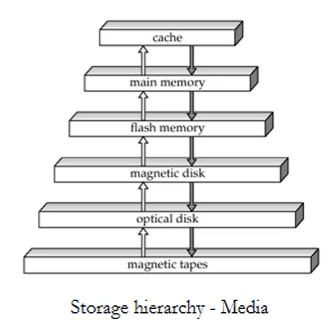 cache
main memory
flash memory
magnetic disk
optical disk
magnetic tapes
Storage hierarchy - Media